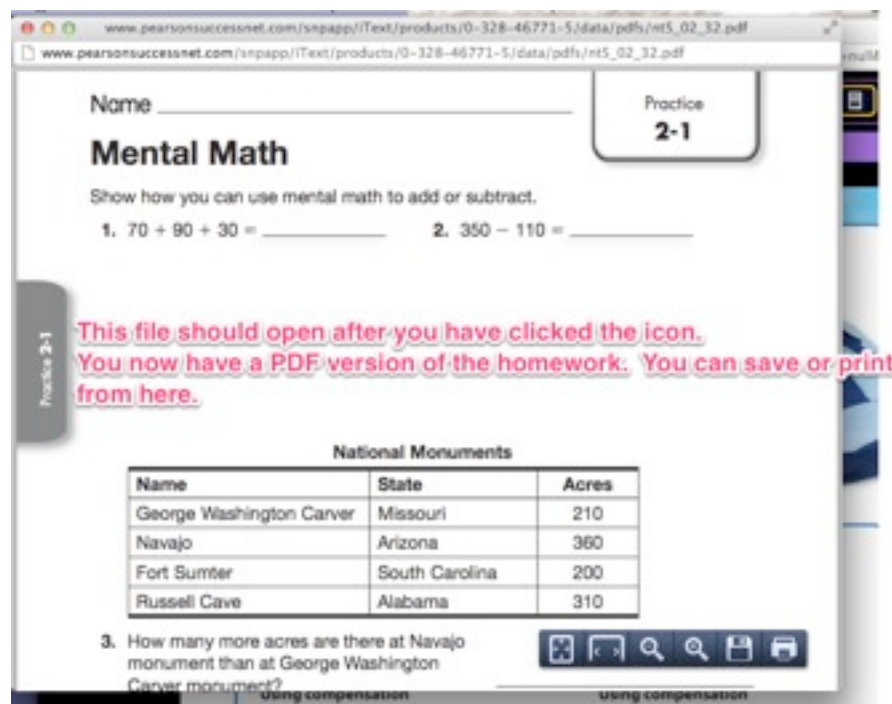 www.pearsonsuccessnet.com/snpapp/iText/products/0-328-46771-5/data/pdfs/nt5_02_32.pdf
www.pearsonsuccessnet.com/snpapp/iText/products/0-328-46771-5/data/pdfs/nt5_02_32.pdf
Name
Practice
2-1
Mental Math
Show how you can use mental math to add or subtract.
1. 70 + 90 + 30 =
2. 350 − 110 =
Practice 2-1
This file should open after you have clicked the icon.
You now have a PDF version of the homework. You can save or print
from here.
National Monuments
Name State Acres
George Washington Carver Missouri 210
Navajo Arizona 360
Fort Sumter South Carolina 200
Russell Cave Alabama 310
3. How many more acres are there at Navajo
monument than at George Washington
Carver monument?
Using compensation Using compensation